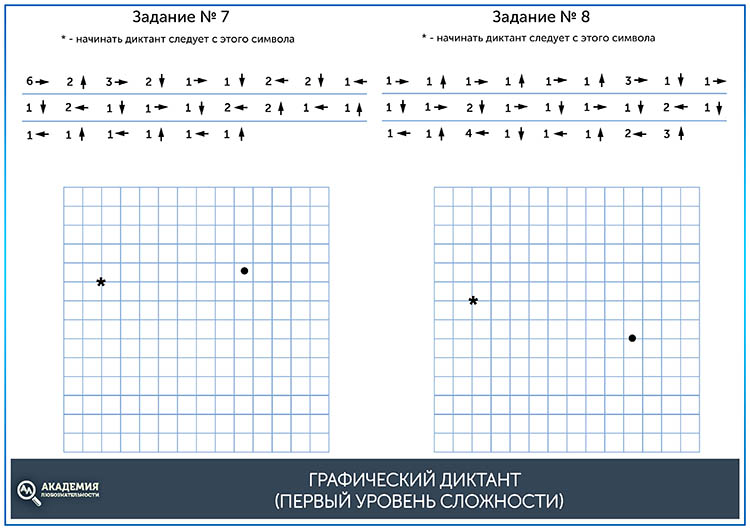 Задание № 7
* - начинать диктант следует с этого символа
6→ 2↑ 3→ 2↓ 1→ 1↓ 2← 2↓ 1←
1↓ 2← 1↓ 1← 1↓ 2← 2↑ 1← 1↑
1← 1↑ 1← 1↑ 1← 1↑
*
Задание № 8
* - начинать диктант следует с этого символа
1→ 1↑ 1→ 1↑ 1→ 1↑ 3→ 1↓ 1→
1↓ 1→ 2↓ 1→ 1↓ 1→ 1↓ 2← 1↓
1← 1↑ 4← 1↓ 1← 1↑ 2← 3↑
*
АКАДЕМИЯ
ЛЮБОЗНАТЕЛЬНОСТИ
ГРАФИЧЕСКИЙ ДИКТАНТ
(ПЕРВЫЙ УРОВЕНЬ СЛОЖНОСТИ)